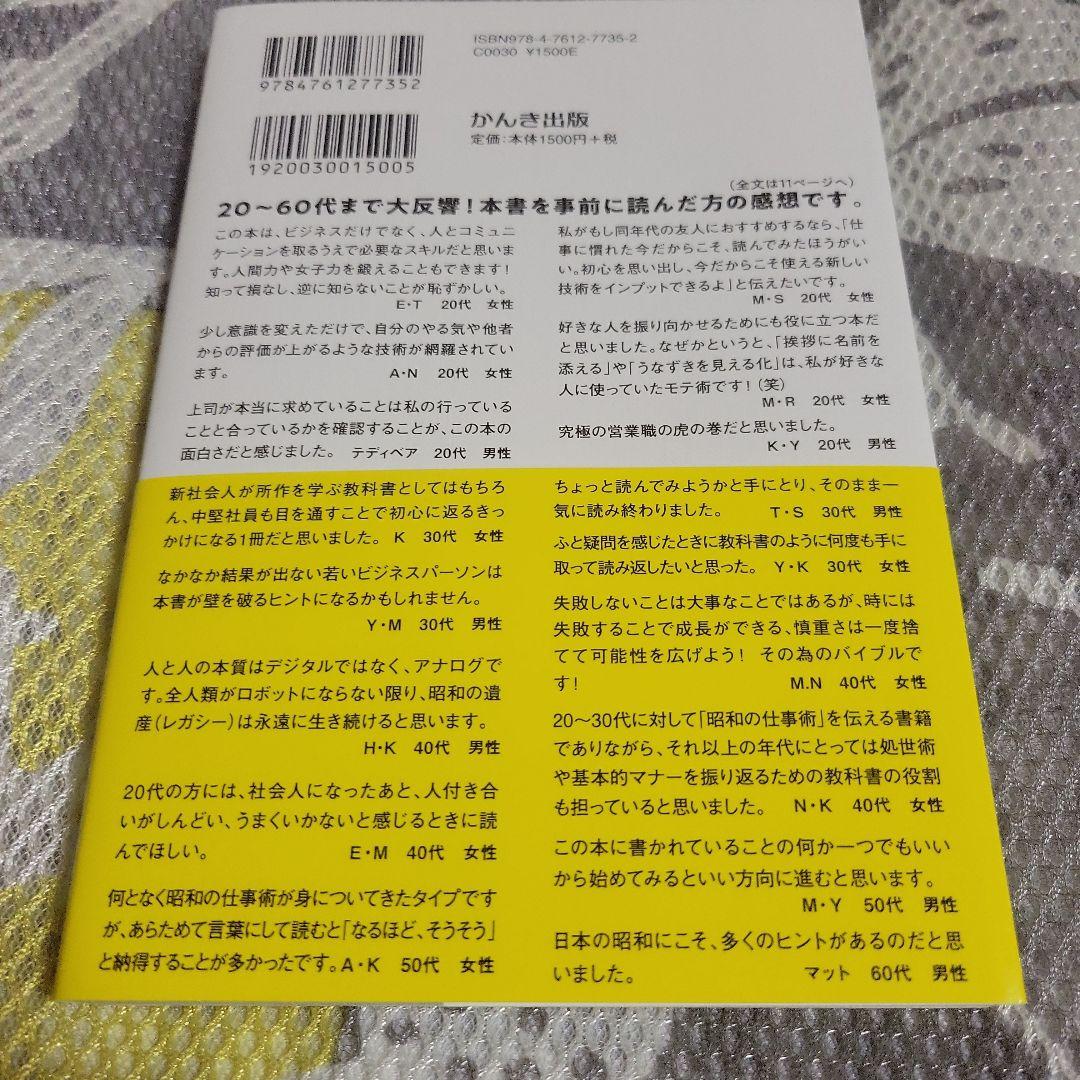 ISBN978-4-7612-7735-2
C0030 ¥1500E
9784761277352
かんき出版
定価：本体1500円＋税
1920030015005
（全文は11ページへ）
20～60代まで大反響！本書を事前に読んだ方の感想です。
この本は、ビジネスだけでなく、人とコミュニ
ケーションを取るうえで必要なスキルだと思いま
す。人間力や女子力を鍛えることもできます！
知って損なし、逆に知らないことが恥ずかしい。
E・T 20代 女性
少し意識を変えただけで、自分のやる気や他者
からの評価が上がるような技術が網羅されてい
ます。 A・N 20代 女性
上司が本当に求めていることは私の行っている
ことと合っているかを確認することが、この本の
面白さだと感じました。 テディベア 20代 男性
私がもし同年代の友人におすすめするなら、「仕
事に慣れた今だからこそ、読んでみたほうがい
い。初心を思い出し、今だからこそ使える新しい
技術をインプットできるよ」と伝えたいです。
M・S 20代 女性
好きな人を振り向かせるためにも役に立つ本だ
と思いました。なぜかというと、「挨拶に名前を
添える」や「うなずきを見える化」は、私が好きな
人に使っていたモテ術です！（笑）
M・R 20代 女性
究極の営業職の虎の巻だと思いました。
K・Y 20代 男性
新社会人が所作を学ぶ教科書としてはもちろ
ん、中堅社員も目を通すことで初心に返るきっ
かけになる1冊だと思いました。 K 30代 女性
なかなか結果が出ない若いビジネスパーソンは
本書が壁を破るヒントになるかもしれません。
Y・M 30代 男性
人と人の本質はデジタルではなく、アナログで
す。全人類がロボットにならない限り、昭和の遺
産（レガシー）は永遠に生き続けると思います。
H・K 40代 男性
20代の方には、社会人になったあと、人付き合
いがしんどい、うまくいかないと感じるときに読
んでほしい。 E・M 40代 女性
何となく昭和の仕事術が身についてきたタイプです
が、あらためて言葉にして読むと「なるほど、そうそう」
と納得することが多かったです。A・K 50代 女性
ちょっと読んでみようかと手にとり、そのまま一
気に読み終わりました。 T・S 30代 男性
ふと疑問を感じたときに教科書のように何度も手に
取って読み返したいと思った。 Y・K 30代 女性
失敗しないことは大事なことではあるが、時には
失敗することで成長ができる、慎重さは一度捨
てて可能性を広げよう！ その為のバイブルで
す！ M.N 40代 女性
20～30代に対して「昭和の仕事術」を伝える書籍
でありながら、それ以上の年代にとっては処世術
や基本的マナーを振り返るための教科書の役割
も担っていると思いました。 N・K 40代 女性
この本に書かれていることの何か一つでもいい
から始めてみるといい方向に進むと思います。
M・Y 50代 男性
日本の昭和にこそ、多くのヒントがあるのだと思
いました。 マット 60代 男性